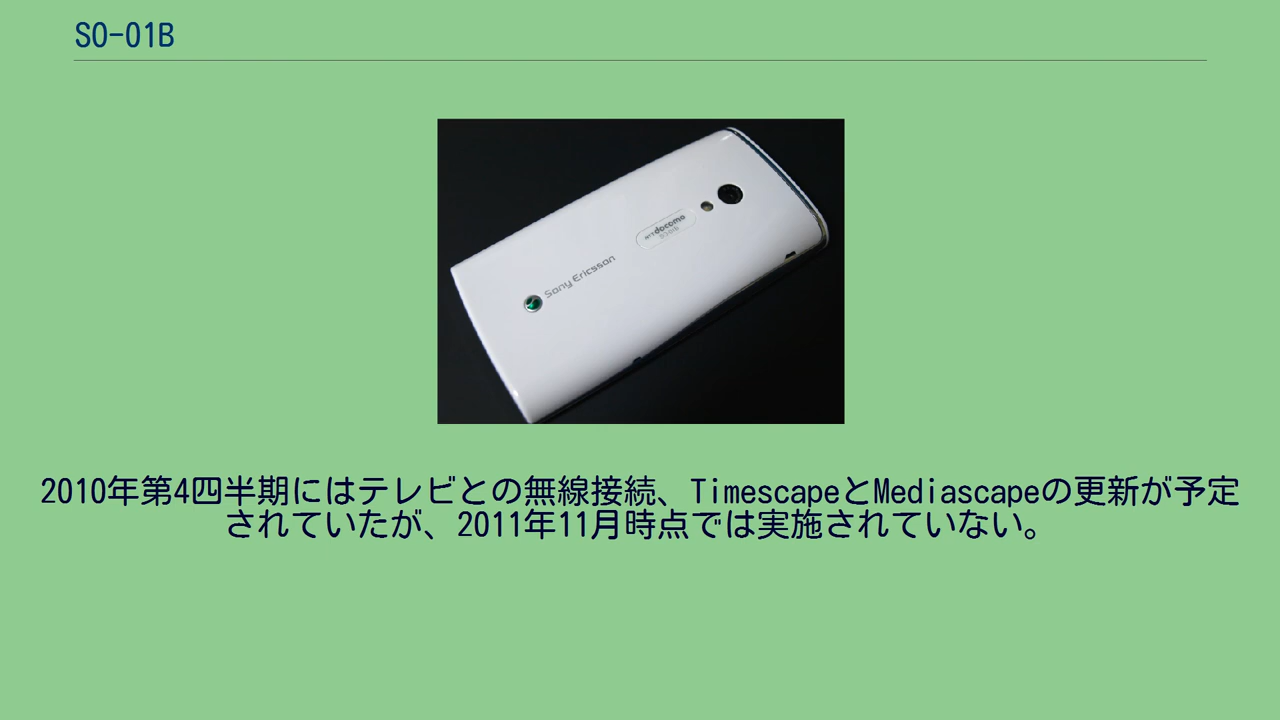 SO-01B
NTT docomo
Sony Ericsson
2010年第4四半期にはテレビとの無線接続、TimescapeとMediascapeの更新が予定
されていたが、2011年11月時点では実施されていない。